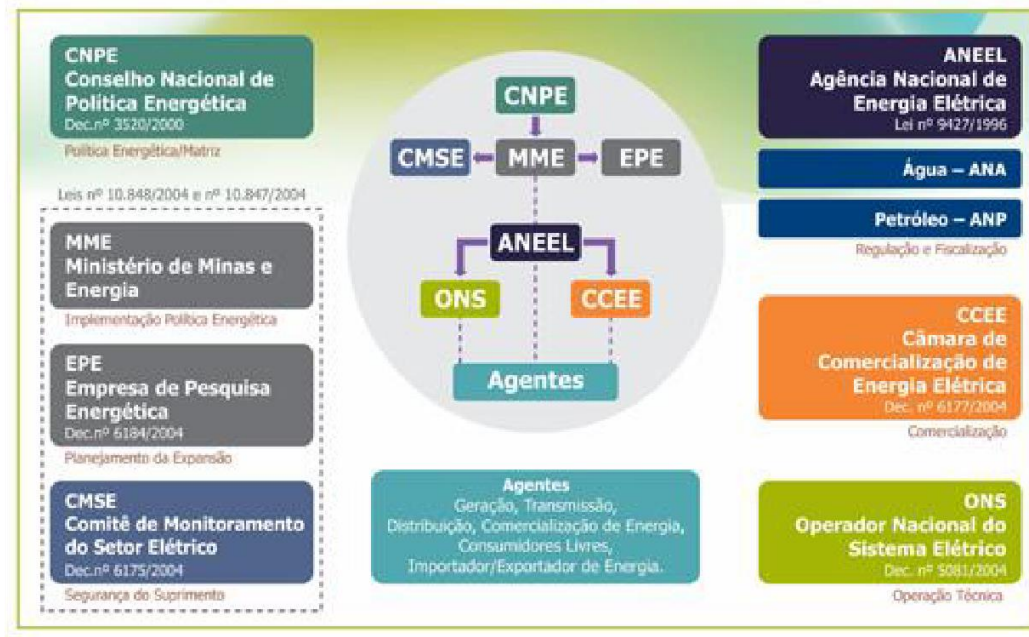 CNPE
Conselho Nacional de
Política Energética
Dec.nº 3520/2000
Política Energética/Matriz
Leis nº 10.848/2004 e nº 10.847/2004
MME
Ministério de Minas e
Energia
Implementação Política Energética
EPE
Empresa de Pesquisa
Energética
Dec.nº 6184/2004
Planejamento da Expansão
CMSE
Comitê de Monitoramento
do Setor Elétrico
Dec.nº 6175/2004
Segurança do Suprimento
CNPE
CMSE
MME
EPE
ANEEL
ONS
CCEE
Agentes
Agentes
Geração, Transmissão,
Distribuição, Comercialização de Energia,
Consumidores Livres,
Importador/Exportador de Energia.
ANEEL
Agência Nacional de
Energia Elétrica
Lei nº 9427/1996
Água – ANA
Petróleo – ANP
Regulação e Fiscalização
CCEE
Câmara de
Comercialização de
Energia Elétrica
Dec. nº 6177/2004
Comercialização
ONS
Operador Nacional do
Sistema Elétrico
Dec. nº 5081/2004
Operação Técnica